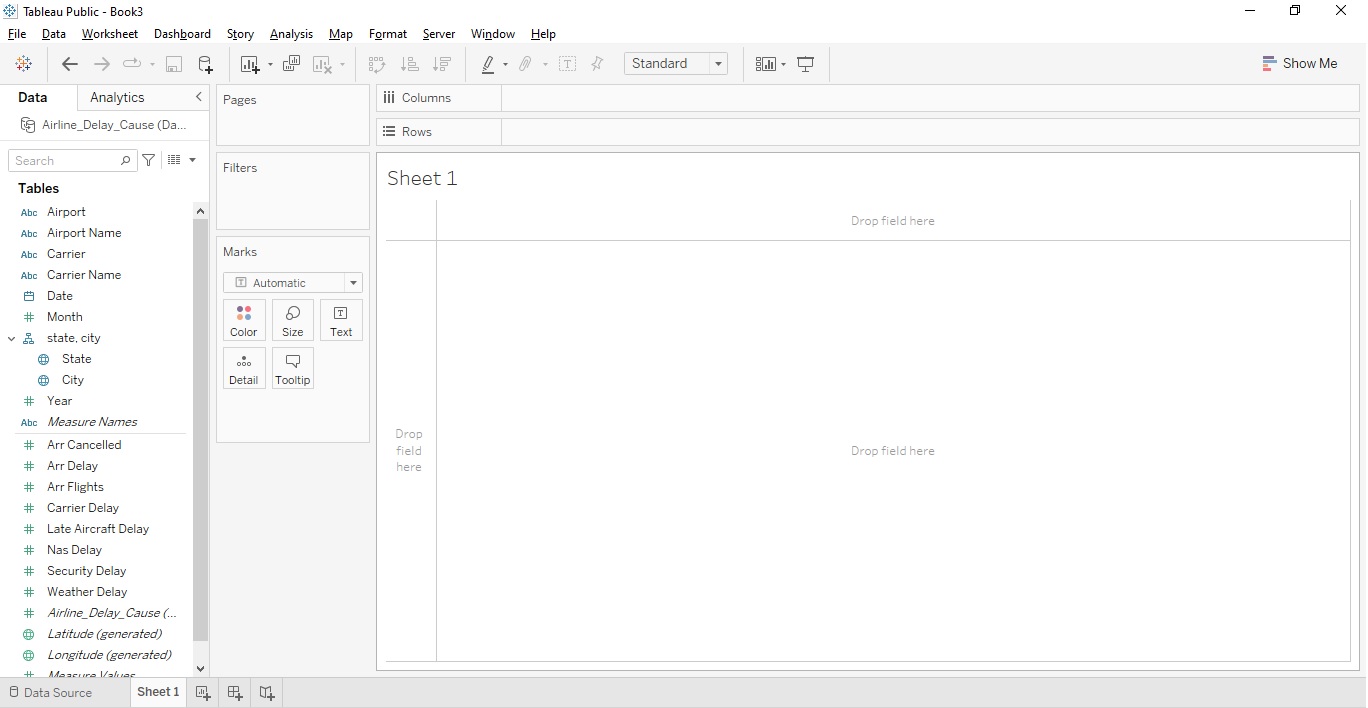 Tableau Public - Book3
File Data Worksheet Dashboard Story Analysis Map Format Server Window Help
Standard
Show Me
Data Analytics
Airline_Delay_Cause (Da...
Search
Tables
Abc Airport
Abc Airport Name
Abc Carrier
Abc Carrier Name
Date
# Month
state, city
State
City
# Year
Abc Measure Names
# Arr Cancelled
# Arr Delay
# Arr Flights
# Carrier Delay
# Late Aircraft Delay
# Nas Delay
# Security Delay
# Weather Delay
# Airline_Delay_Cause (...
Latitude (generated)
Longitude (generated)
# Measure Values
Pages
Filters
Marks
T Automatic
Color Size Text
Detail Tooltip
Columns
Rows
Sheet 1
Drop field here
Drop
field
here
Drop field here
Data Source Sheet 1